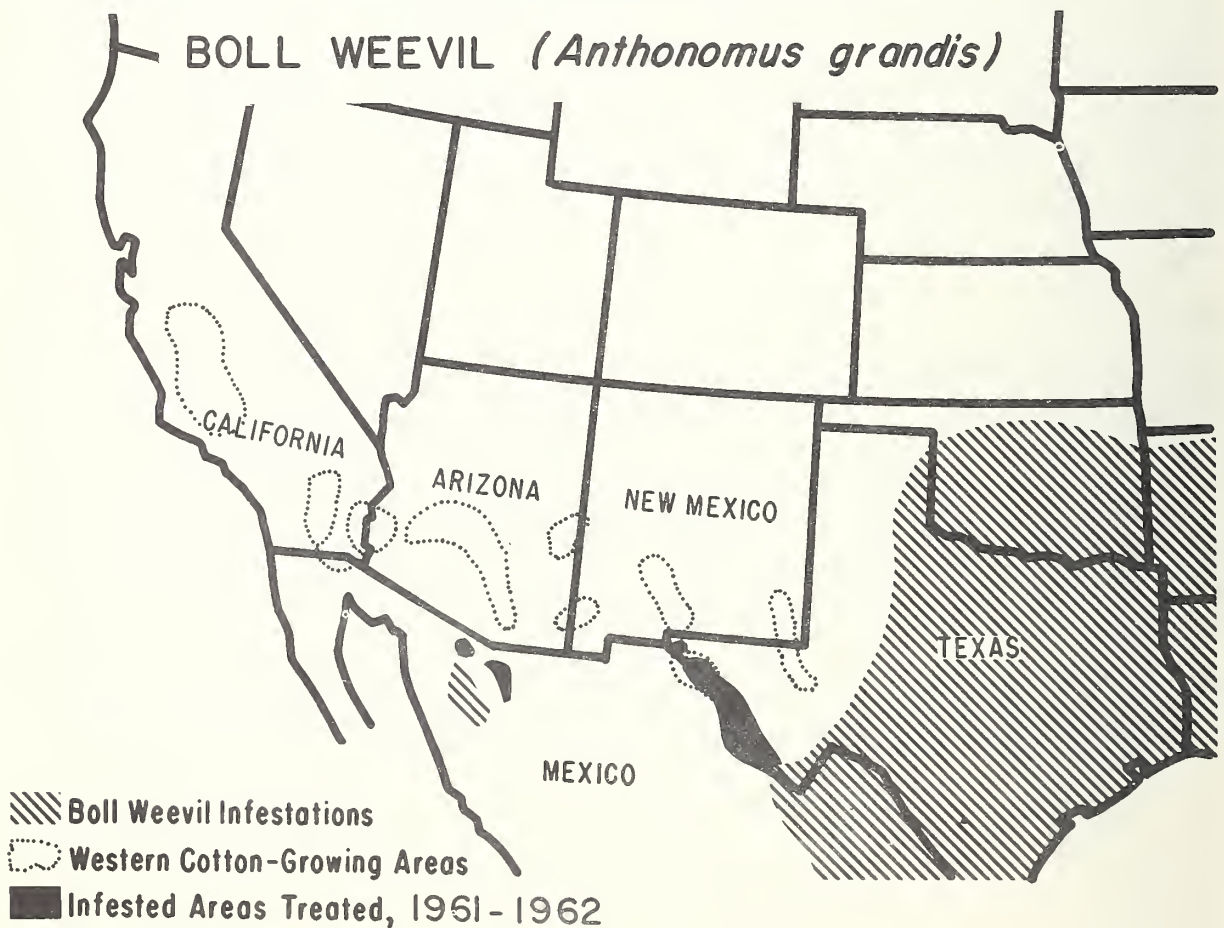 BOLL WEEVIL (Anthonomus grandis)
CALIFORNIA
ARIZONA
NEW MEXICO
TEXAS
MEXICO
Boll Weevil Infestations
Western Cotton-Growing Areas
Infested Areas Treated, 1961-1962